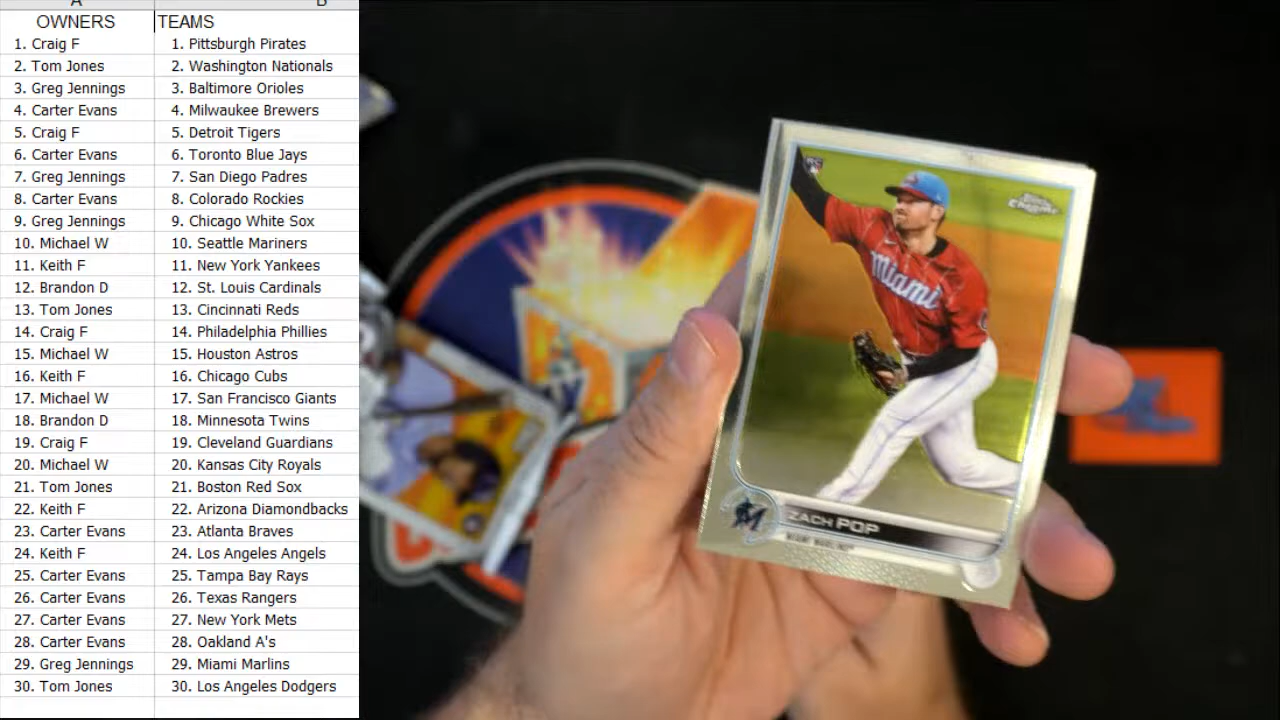 A B
OWNERS TEAMS
1. Craig F 1. Pittsburgh Pirates
2. Tom Jones 2. Washington Nationals
3. Greg Jennings 3. Baltimore Orioles
4. Carter Evans 4. Milwaukee Brewers
5. Craig F 5. Detroit Tigers
6. Carter Evans 6. Toronto Blue Jays
7. Greg Jennings 7. San Diego Padres
8. Carter Evans 8. Colorado Rockies
9. Greg Jennings 9. Chicago White Sox
10. Michael W 10. Seattle Mariners
11. Keith F 11. New York Yankees
12. Brandon D 12. St. Louis Cardinals
13. Tom Jones 13. Cincinnati Reds
14. Craig F 14. Philadelphia Phillies
15. Michael W 15. Houston Astros
16. Keith F 16. Chicago Cubs
17. Michael W 17. San Francisco Giants
18. Brandon D 18. Minnesota Twins
19. Craig F 19. Cleveland Guardians
20. Michael W 20. Kansas City Royals
21. Tom Jones 21. Boston Red Sox
22. Keith F 22. Arizona Diamondbacks
23. Carter Evans 23. Atlanta Braves
24. Keith F 24. Los Angeles Angels
25. Carter Evans 25. Tampa Bay Rays
26. Carter Evans 26. Texas Rangers
27. Carter Evans 27. New York Mets
28. Carter Evans 28. Oakland A's
29. Greg Jennings 29. Miami Marlins
30. Tom Jones 30. Los Angeles Dodgers
Topps Chrome
Miami
ZACH POP
MIAMI MARLINS